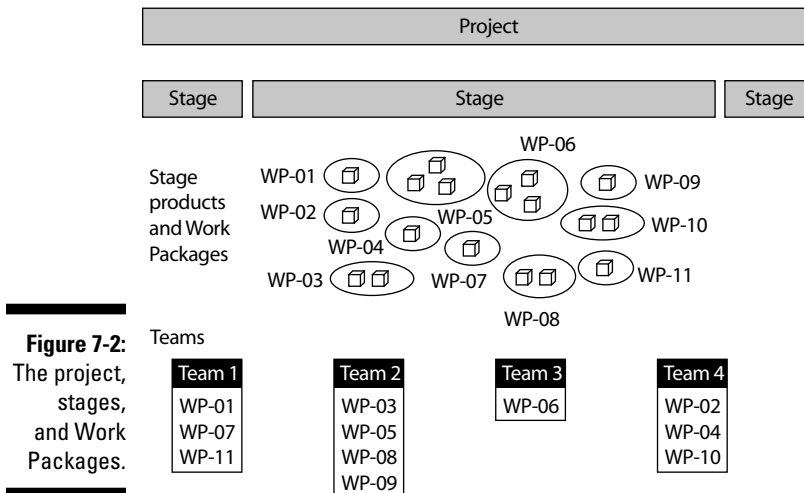 Project
Stage
Stage
Stage
Stage
products
and Work
Packages
WP-01
WP-02
WP-03
WP-04
WP-05
WP-06
WP-07
WP-08
WP-09
WP-10
WP-11
Teams
Team 1
WP-01
WP-07
WP-11
Team 2
WP-03
WP-05
WP-08
WP-09
Team 3
WP-06
Team 4
WP-02
WP-04
WP-10
Figure 7-2:
The project,
stages,
and Work
Packages.